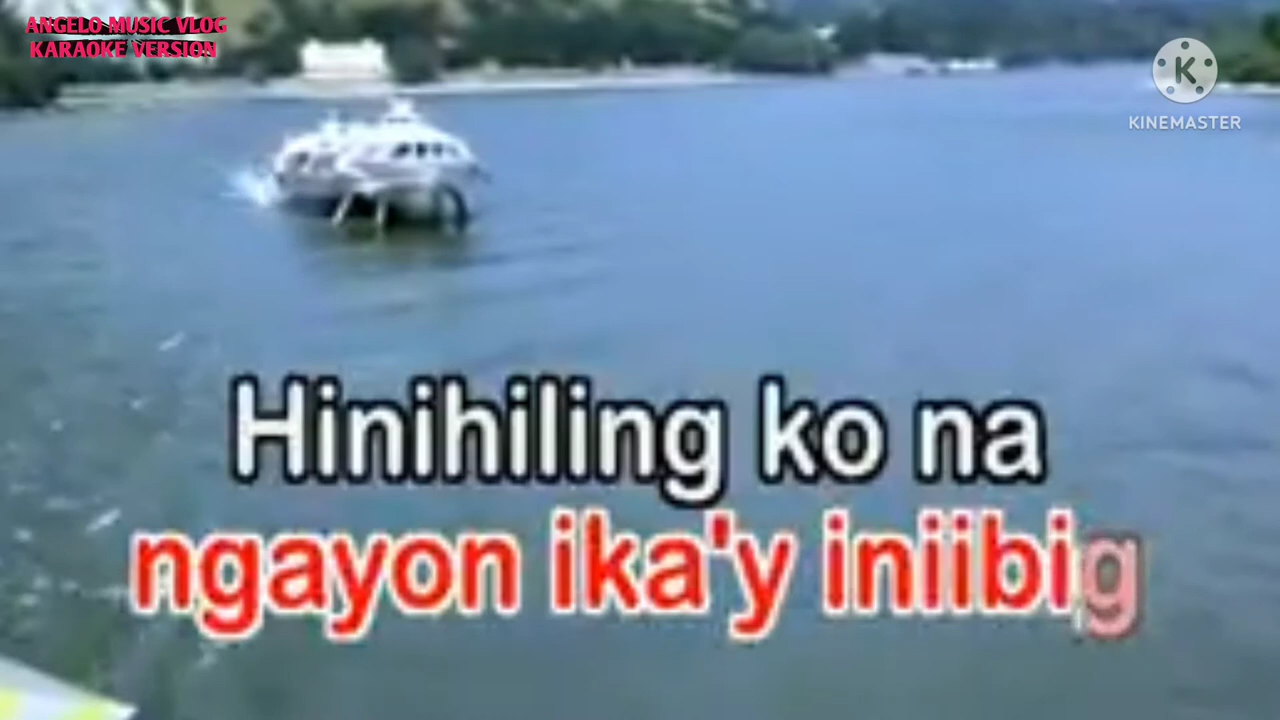 ANGELO MUSIC VLOG
KARAOKE VERSION
K
KINEMASTER
Hinihiling ko na
ngayon ika'y iniibig